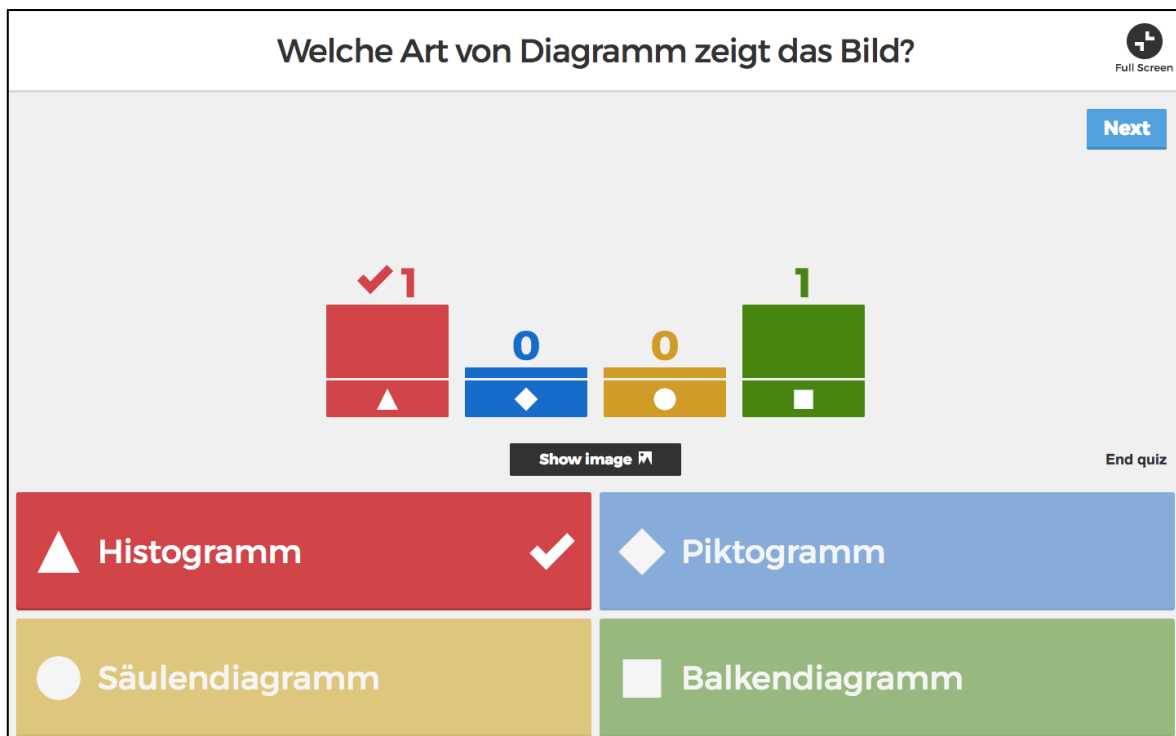 Welche Art von Diagramm zeigt das Bild?
Full Screen
Next
1
0
0
1
Show image
End quiz
Histogramm
Piktogramm
Säulendiagramm
Balkendiagramm